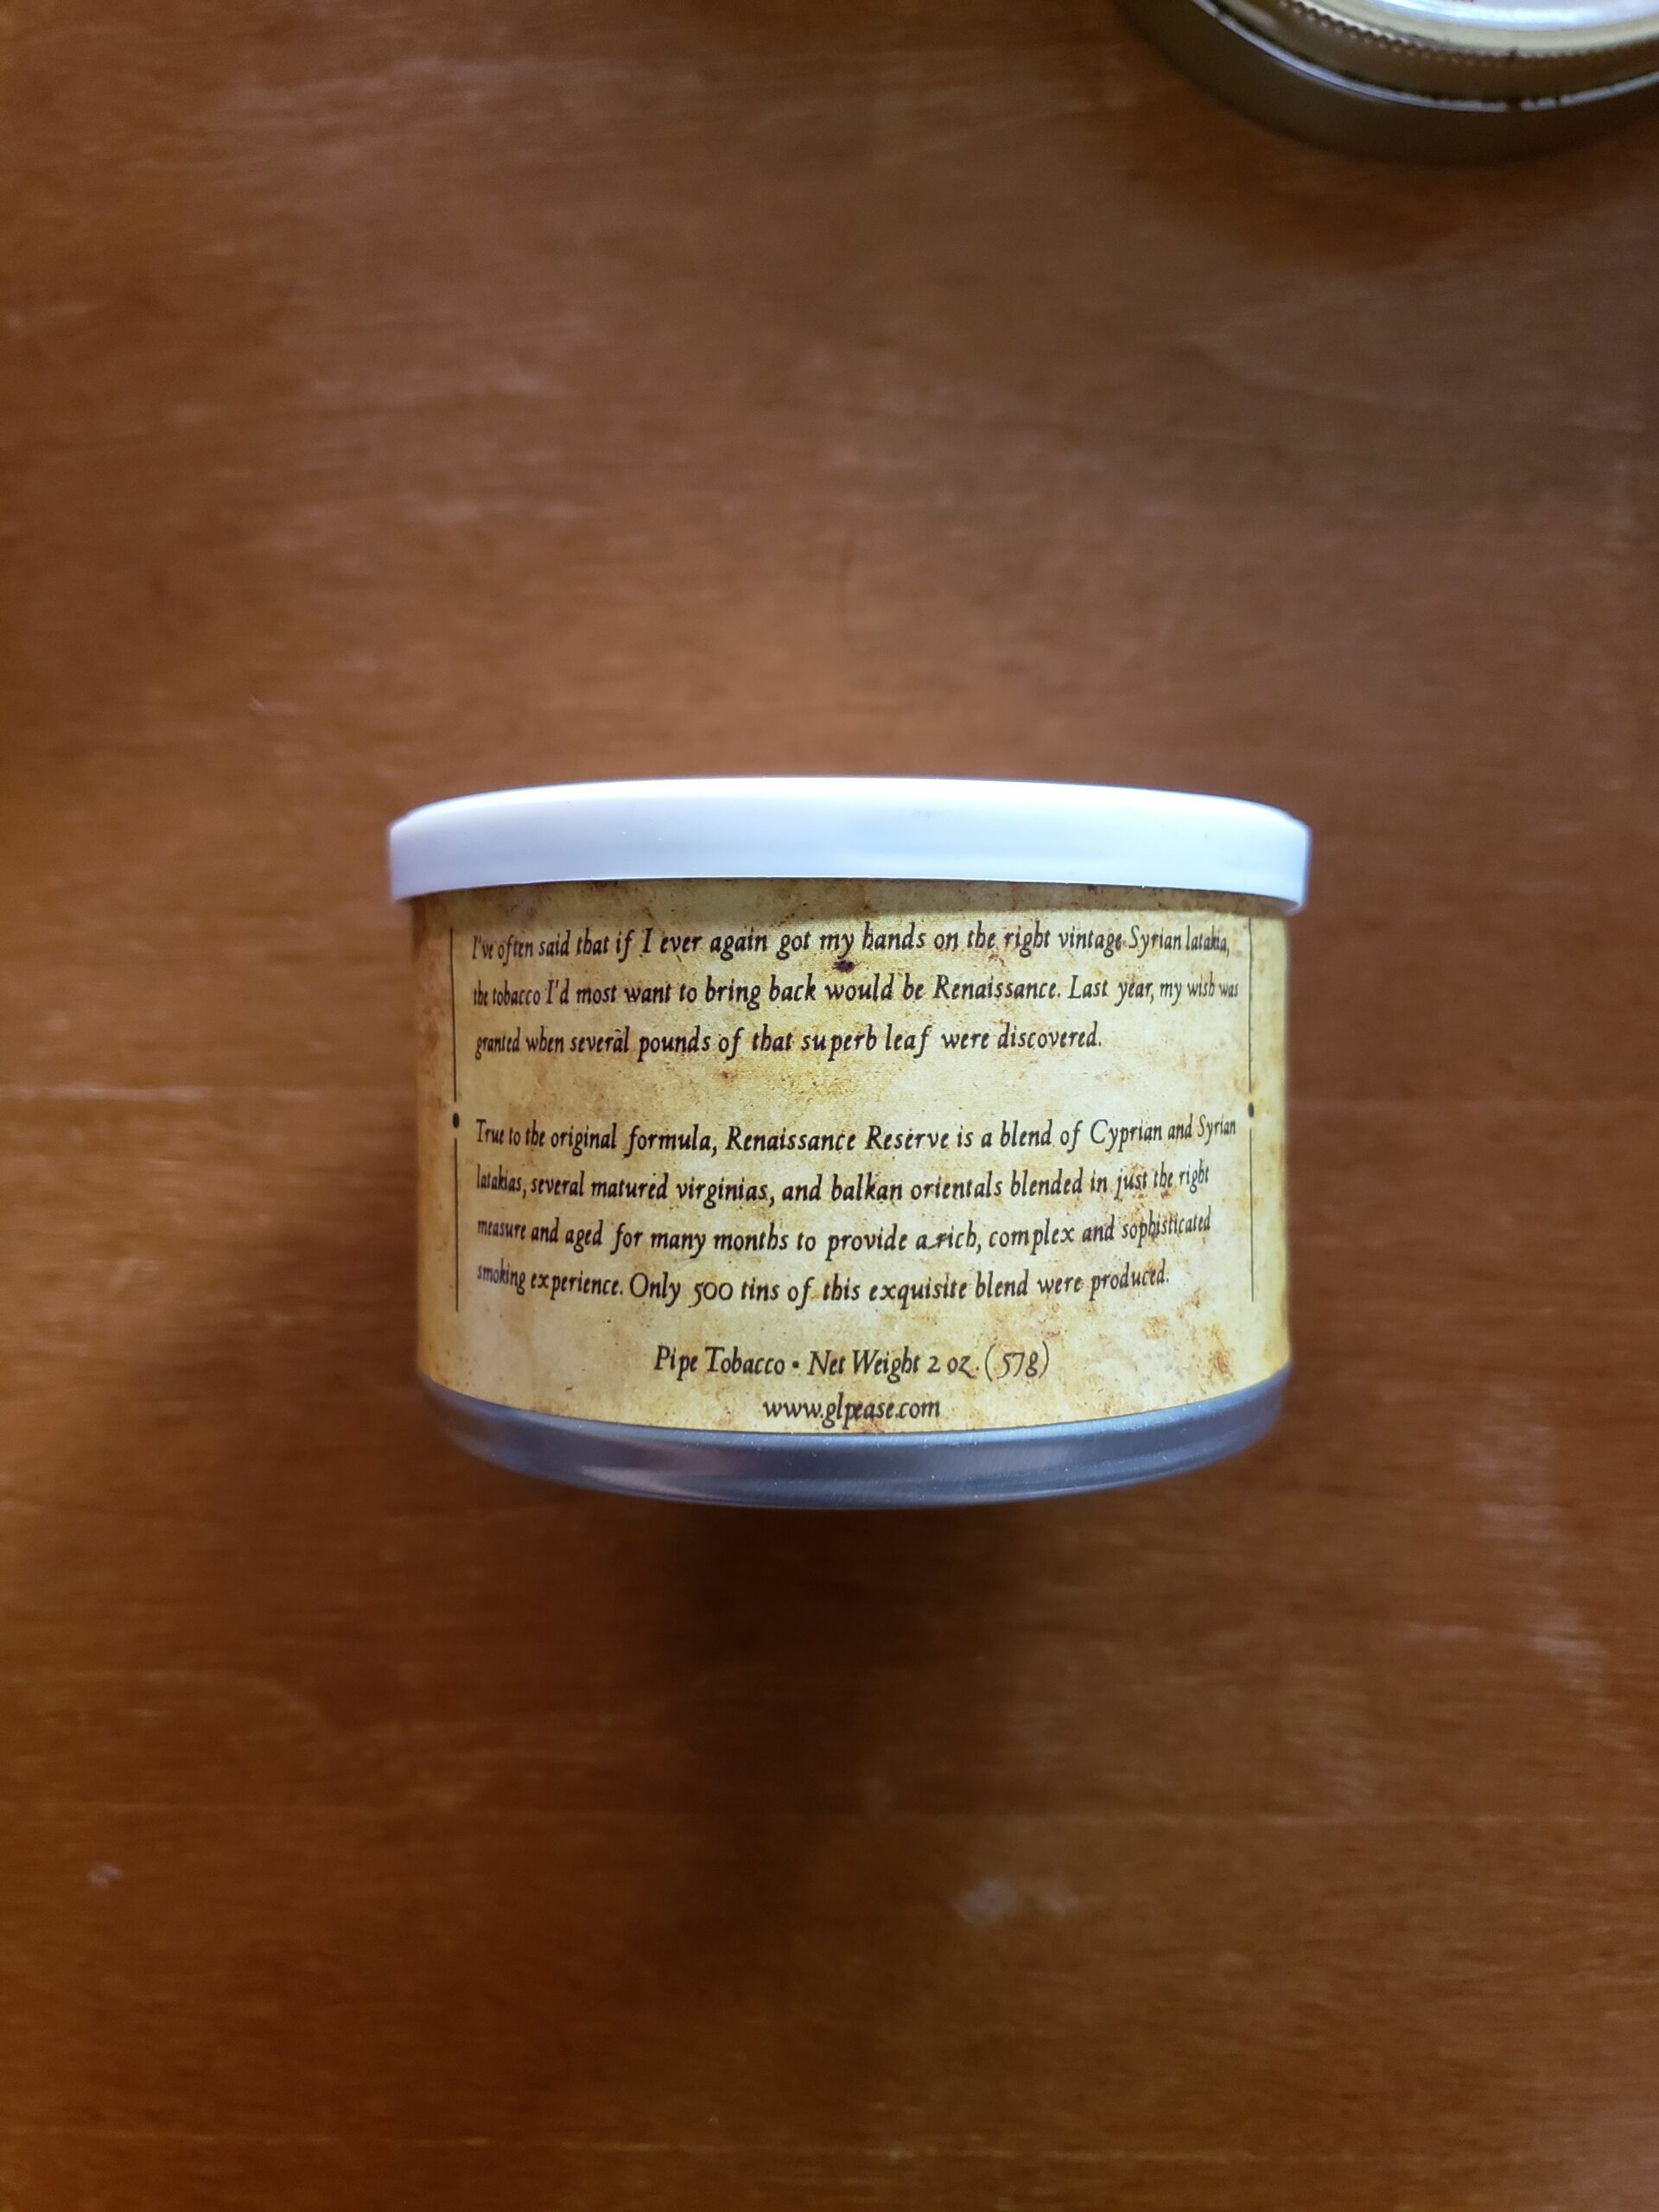 I've often said that if I ever again got my hands on the right vintage Syrian latakia,
the tobacco I'd most want to bring back would be Renaissance. Last year, my wish was
granted when several pounds of that superb leaf were discovered.
True to the original formula, Renaissance Reserve is a blend of Cyprian and Syrian
latakias, several matured virginias, and balkan orientals blended in just the right
measure and aged for many months to provide a rich, complex and sophisticated
smoking experience. Only 500 tins of this exquisite blend were produced.
Pipe Tobacco • Net Weight 2 oz. (57g)
www.glpease.com